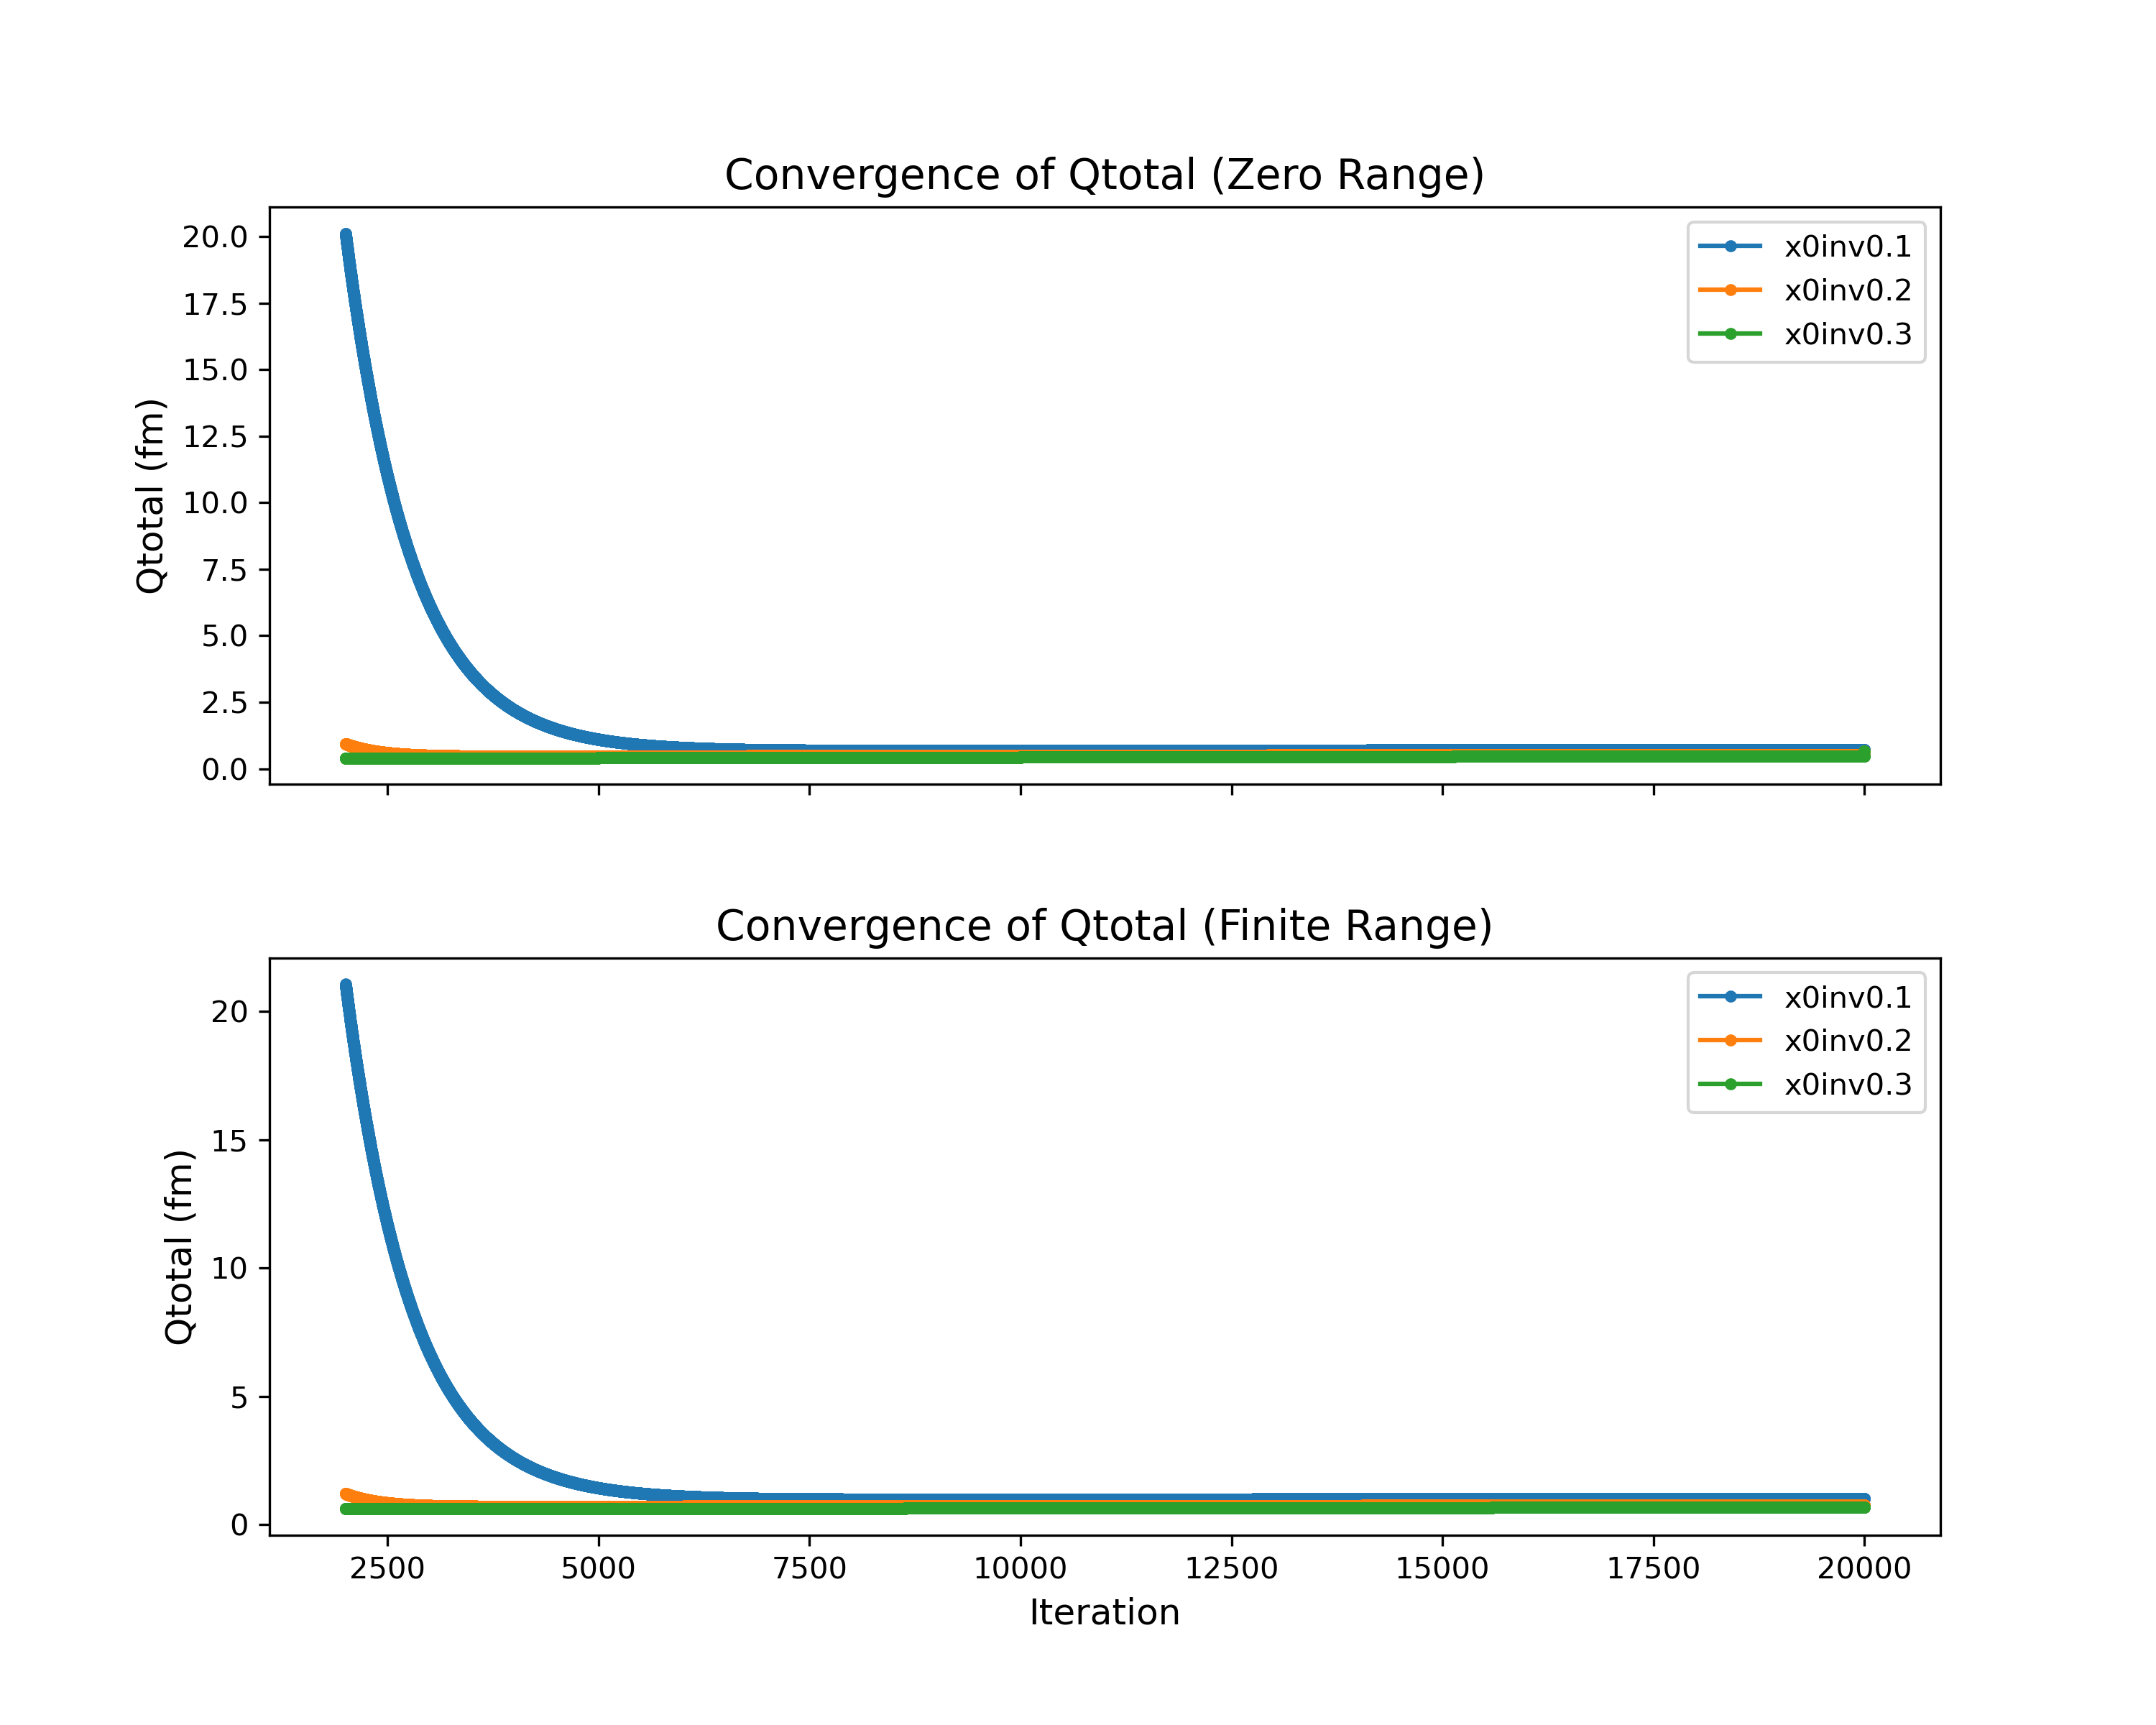 Convergence of Qtotal (Zero Range)
Qtotal (fm)
20.0
17.5
15.0
12.5
10.0
7.5
5.0
2.5
0.0
x0inv0.1
x0inv0.2
x0inv0.3
Convergence of Qtotal (Finite Range)
Qtotal (fm)
20
15
10
5
0
x0inv0.1
x0inv0.2
x0inv0.3
2500 5000 7500 10000 12500 15000 17500 20000
Iteration